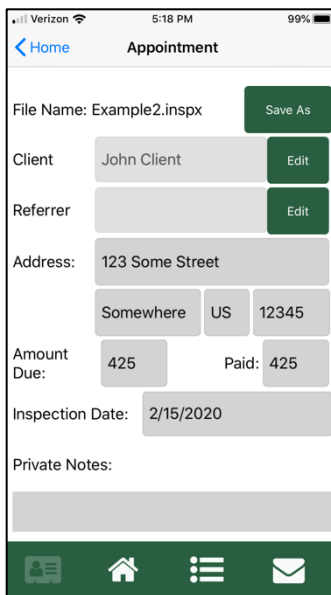 Verizon 5:18 PM 99%
Home Appointment
File Name: Example2.inspx Save As
Client John Client Edit
Referrer Edit
Address: 123 Some Street
Somewhere US 12345
Amount Due: 425 Paid: 425
Inspection Date: 2/15/2020
Private Notes: